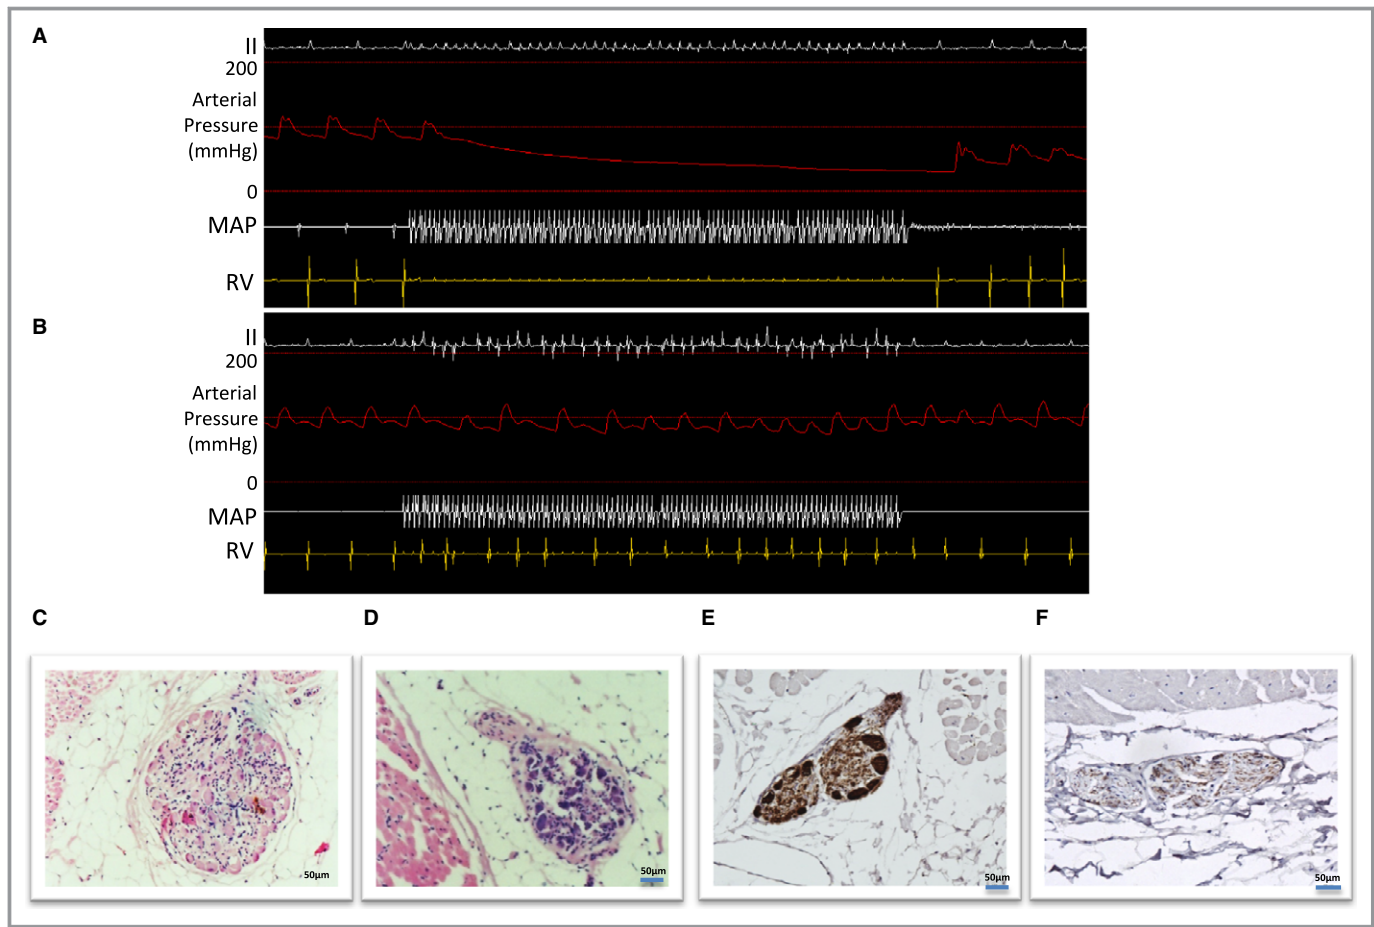 A
II
200
Arterial
Pressure
(mmHg)
0
MAP
RV
B
II
200
Arterial
Pressure
(mmHg)
0
MAP
RV
C
D
E
F
50µm
50µm
50µm
50µm